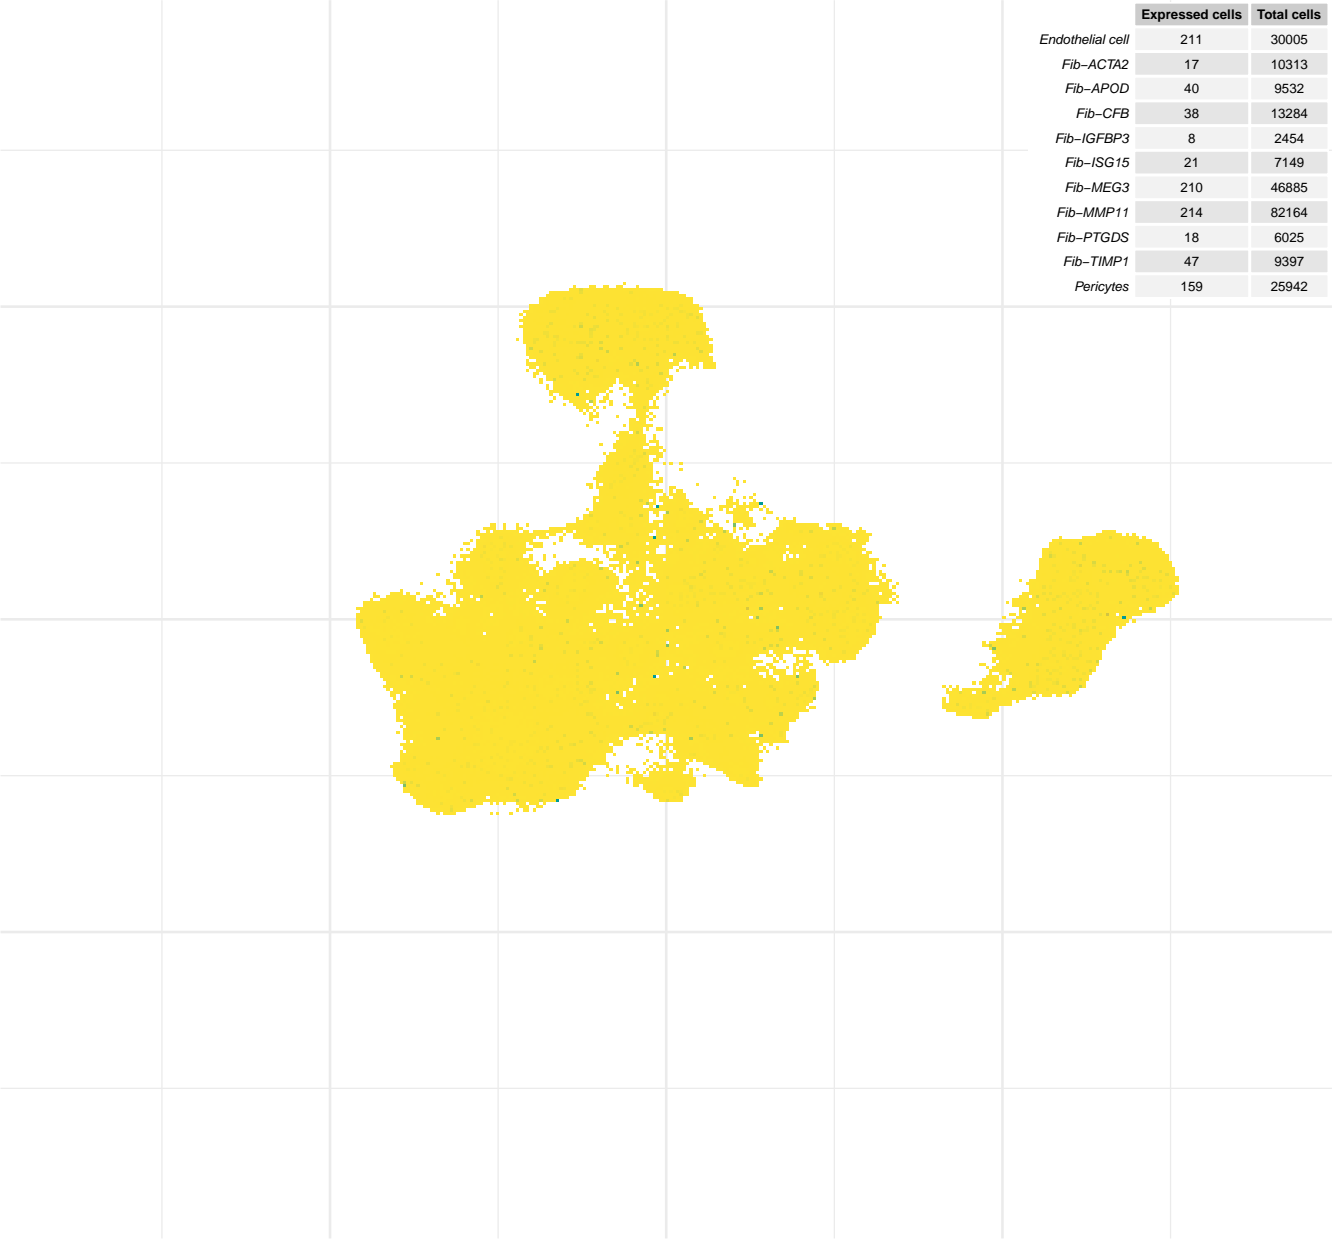 Expressed cells Total cells
Endothelial cell 211 30005
Fib−ACTA2 17 10313
Fib−APOD 40 9532
Fib−CFB 38 13284
Fib−IGFBP3 8 2454
Fib−ISG15 21 7149
Fib−MEG3 210 46885
Fib−MMP11 214 82164
Fib−PTGDS 18 6025
Fib−TIMP1 47 9397
Pericytes 159 25942